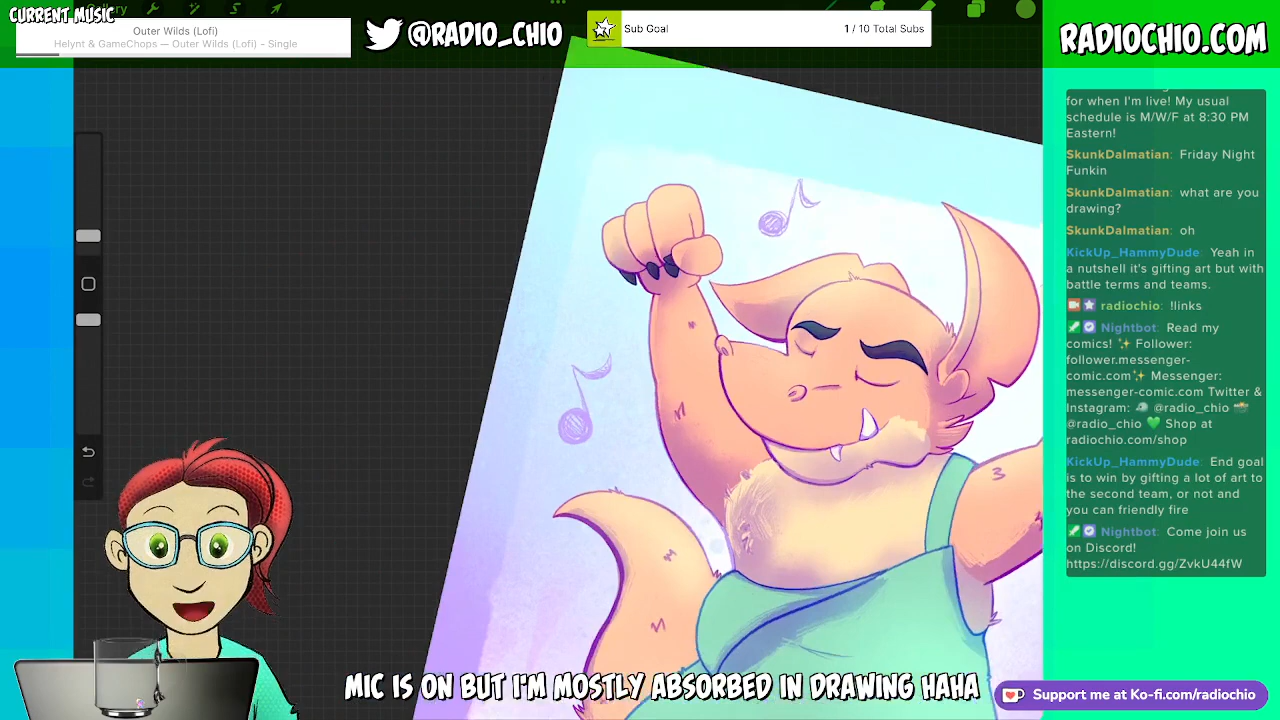 CURRENT MUSIC
Outer Wilds (Lofi)
Helynt & GameChops — Outer Wilds (Lofi) - Single
@RADIO_CHIO
Sub Goal
1 / 10 Total Subs
RADIOCHIO.COM
for when I'm live! My usual
schedule is M/W/F at 8:30 PM
Eastern!
SkunkDalmatian: Friday Night
Funkin
SkunkDalmatian: what are you
drawing?
SkunkDalmatian: oh
KickUp_HammyDude: Yeah in
a nutshell it's gifting art but with
battle terms and teams.
radiochio: !links
Nightbot: Read my
comics! ✨ Follower:
follower.messenger-
comic.com✨ Messenger:
messenger-comic.com Twitter &
Instagram: @radio_chio
@radio_chio 💚 Shop at
radiochio.com/shop
KickUp_HammyDude: End goal
is to win by gifting a lot of art to
the second team, or not and
you can friendly fire
Nightbot: Come join us
on Discord!
https://discord.gg/ZvkU44fW
MIC IS ON BUT I'M MOSTLY ABSORBED IN DRAWING HAHA
Support me at Ko-fi.com/radiochio